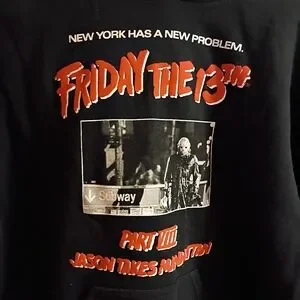 NEW YORK HAS A NEW PROBLEM.
FRIDAY THE 13TH
Subway
PART VIII
JASON TAKES MANHATTAN